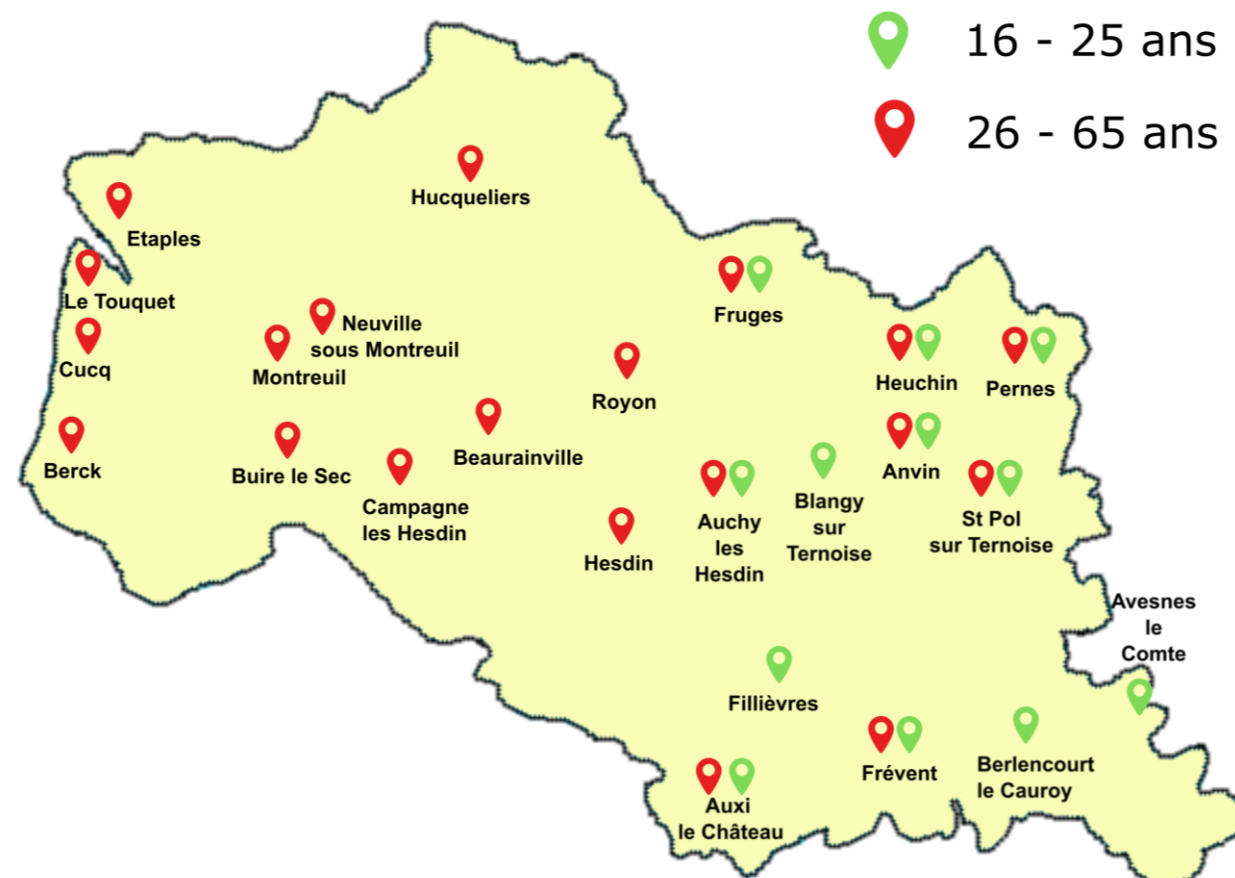 16 - 25 ans
26 - 65 ans
Hucqueliers
Etaples
Le Touquet
Cucq
Berck
Neuville
sous Montreuil
Montreuil
Buire le Sec
Campagne
les Hesdin
Beaurainville
Royon
Hesdin
Fruges
Heuchin
Pernes
Anvin
Auchy
les
Hesdin
Blangy
sur
Ternoise
St Pol
sur Ternoise
Avesnes
le
Comte
Fillièvres
Frévent
Berlencourt
le Cauroy
Auxi
le Château